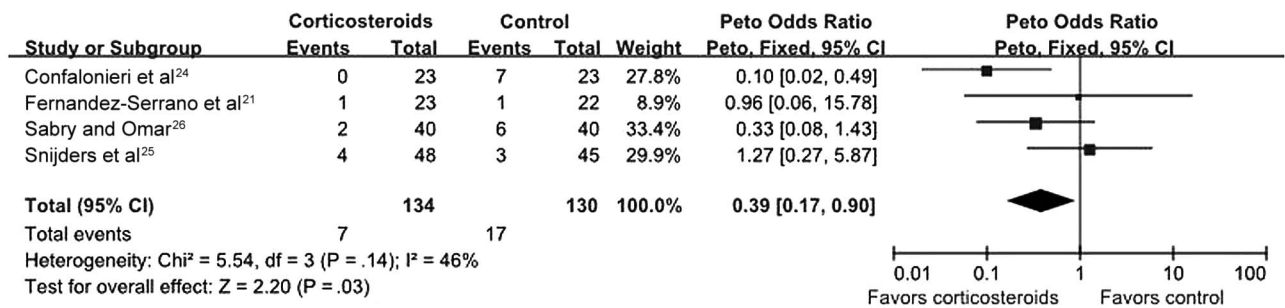 Corticosteroids Control Peto Odds Ratio Peto Odds Ratio
Study or Subgroup Events Total Events Total Weight Peto, Fixed, 95% CI Peto, Fixed, 95% CI
Confalonieri et al24 0 23 7 23 27.8% 0.10 [0.02, 0.49]
Fernandez-Serrano et al21 1 23 1 22 8.9% 0.96 [0.06, 15.78]
Sabry and Omar26 2 40 6 40 33.4% 0.33 [0.08, 1.43]
Snijders et al25 4 48 3 45 29.9% 1.27 [0.27, 5.87]
Total (95% CI) 134 130 100.0% 0.39 [0.17, 0.90]
Total events 7 17
Heterogeneity: Chi² = 5.54, df = 3 (P = .14); I² = 46%
Test for overall effect: Z = 2.20 (P = .03)
0.01 0.1 1 10 100
Favors corticosteroids Favors control